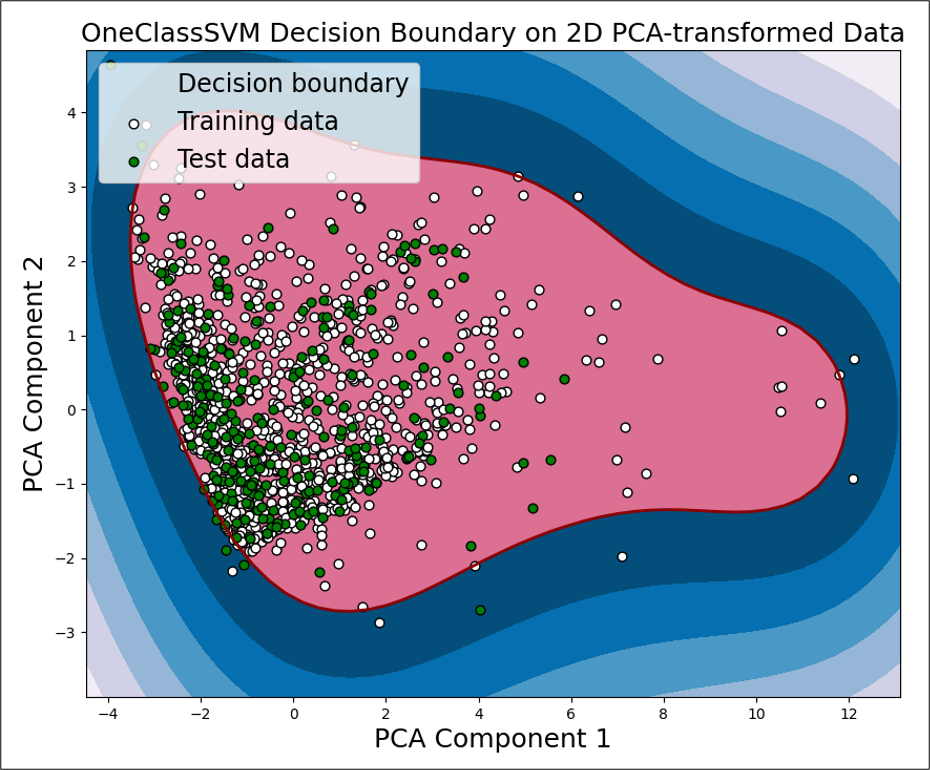 OneClassSVM Decision Boundary on 2D PCA-transformed Data
Decision boundary
Training data
Test data
PCA Component 2
4
3
2
1
0
−1
−2
−3
−4
−2
0
2
4
6
8
10
12
PCA Component 1